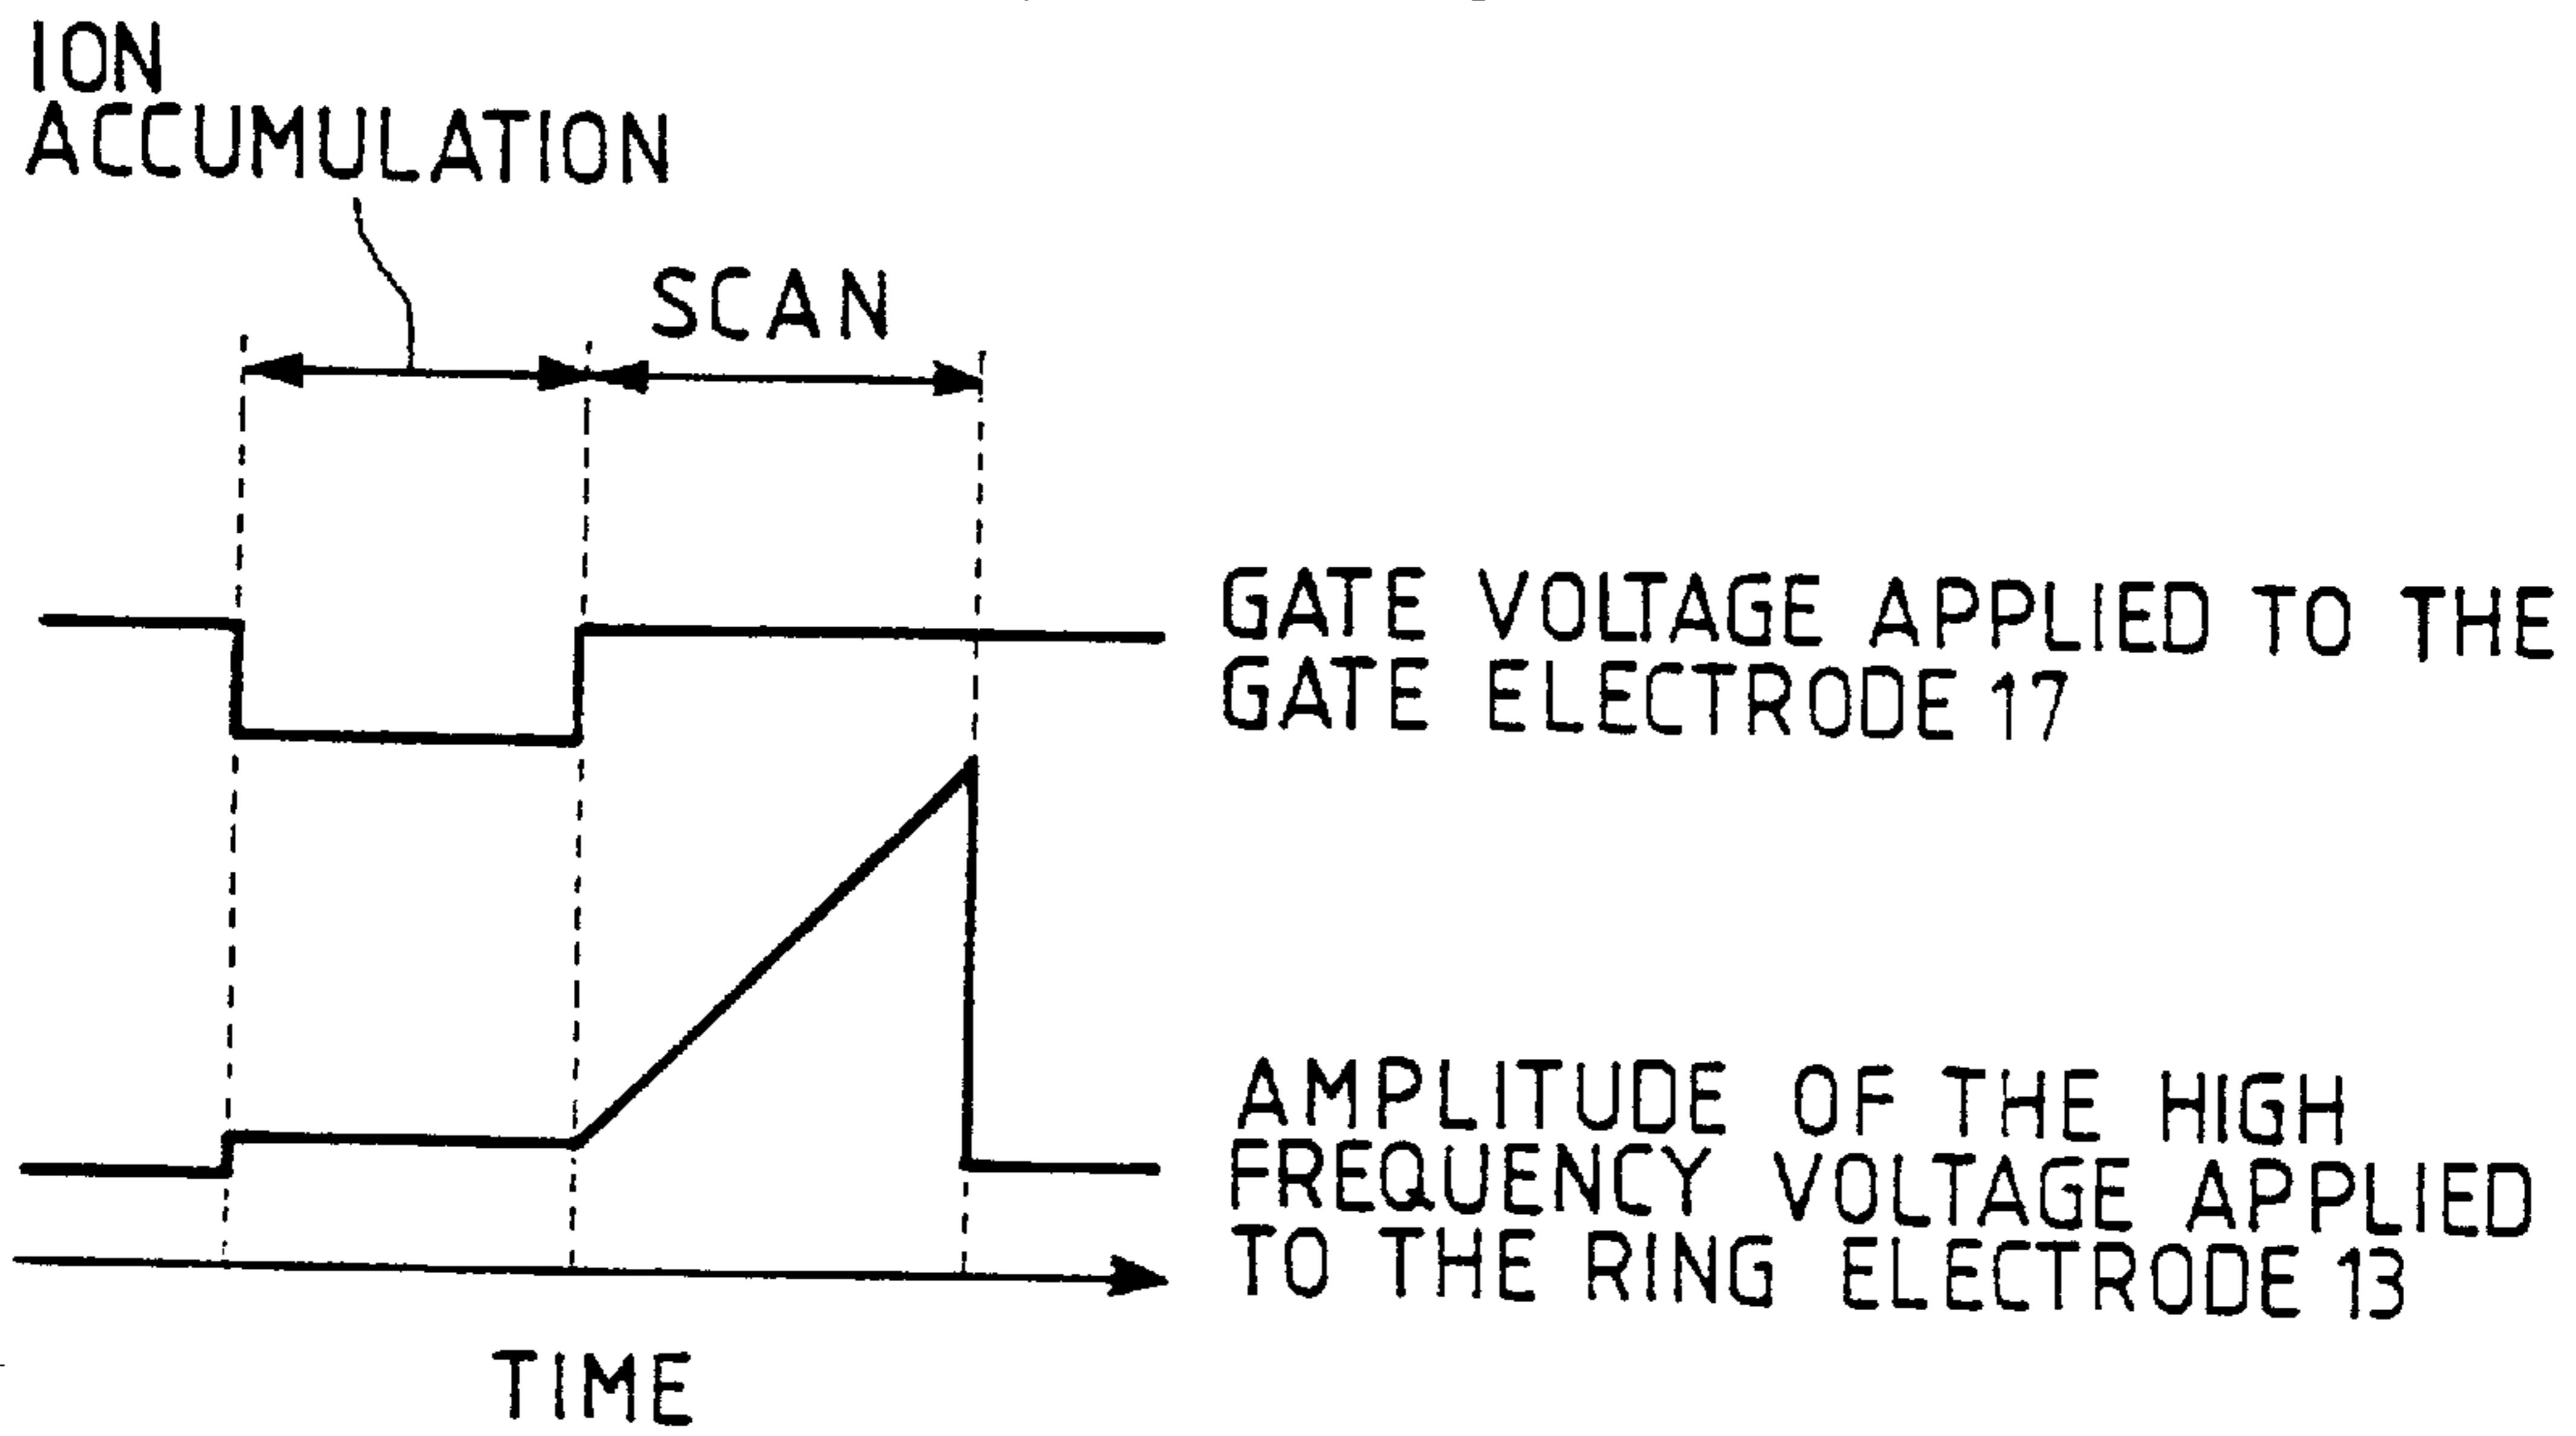 ION
ACCUMULATION
SCAN
GATE VOLTAGE APPLIED TO THE
GATE ELECTRODE 17
AMPLITUDE OF THE HIGH
FREQUENCY VOLTAGE APPLIED
TO THE RING ELECTRODE 13
TIME